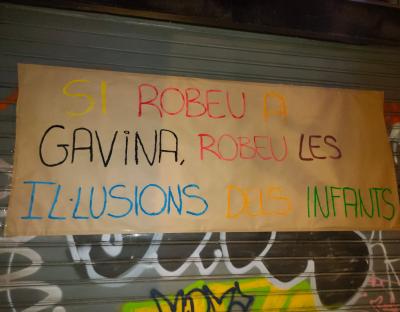 SI ROBEU A
GAVINA, ROBEU LES
IL·LUSIONS DELS INFANTS